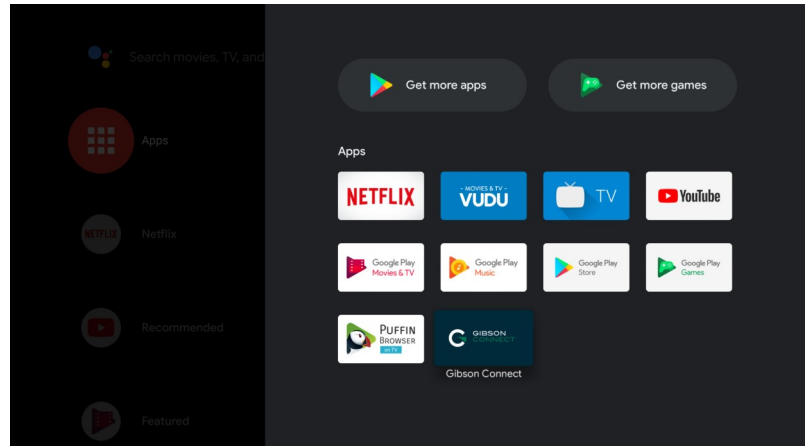 Search movies, TV, and
Apps
NETFLIX
Netflix
Recommended
Featured
Get more apps
Get more games
Apps
NETFLIX
- MOVIES & TV -
VUDU
TV
YouTube
Google Play
Movies & TV
Google Play
Music
Google Play
Store
Google Play
Games
PUFFIN
BROWSER
on TV
GIBSON
CONNECT
Gibson Connect